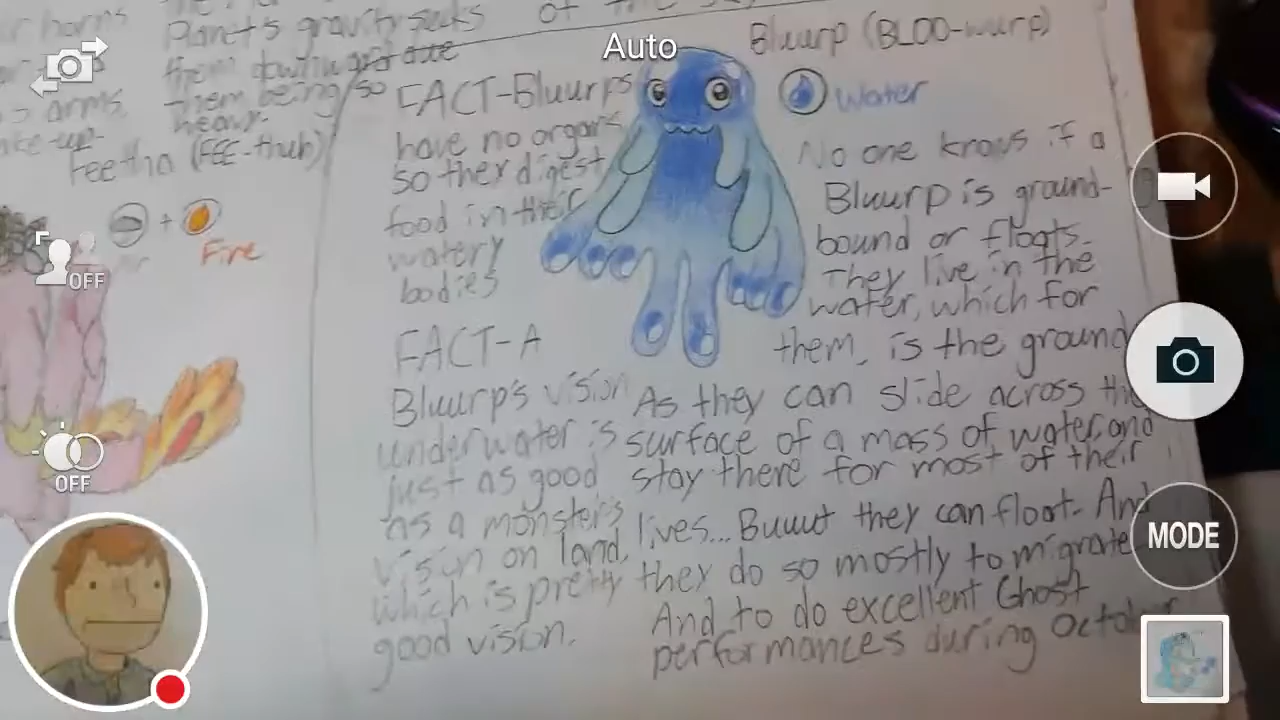 Planet's gravity sucks
them downward due
them being so
heavy.
Feetha (FEE-thuh)
+
Fire
Auto
OFF
OFF
Bluurp (BLOO-wurp)
Water
FACT-Bluurps
have no organs
so they digest
food in their
watery
bodies
FACT-A
Bluurp's vision
underwater is
just as good
as a monster's
vision on land,
which is pretty
good vision.
No one knows if a
Bluurp is ground-
bound or floats.
They live in the
water, which for
them, is the ground
As they can slide across the
surface of a mass of water, and
stay there for most of their
lives... Buuut they can float. And
they do so mostly to migrate
And to do excellent Ghost
performances during October
MODE